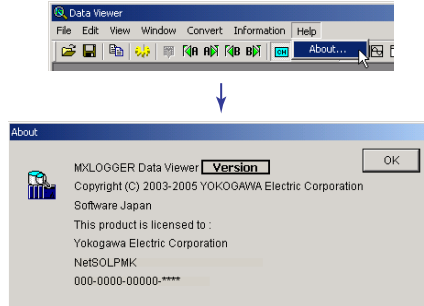 Data Viewer
File Edit View Window Convert Information Help
About...
About
MXLOGGER Data Viewer Version
OK
Copyright (C) 2003-2005 YOKOGAWA Electric Corporation
Software Japan
This product is licensed to :
Yokogawa Electric Corporation
NetSOLPMK
000-0000-00000-****